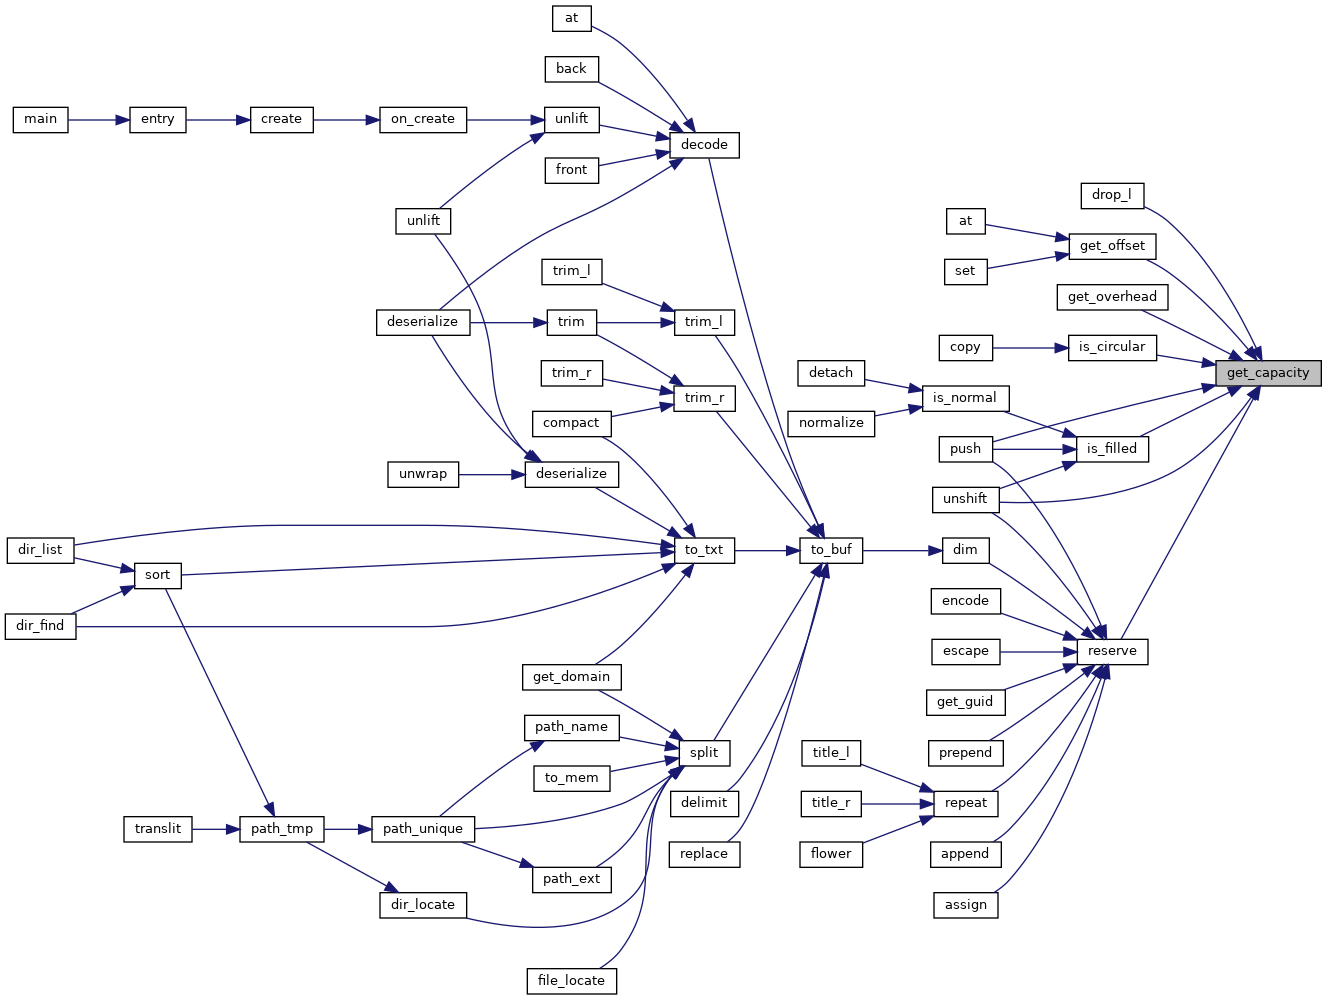 at
back
main
entry
create
on_create
unlift
decode
front
drop_l
unlift
at
get_offset
trim_l
set
get_overhead
deserialize
trim
trim_l
copy
is_circular
trim_r
detach
get_capacity
trim_r
is_normal
compact
normalize
push
is_filled
unwrap
deserialize
unshift
dir_list
to_txt
to_buf
dim
sort
encode
dir_find
escape
reserve
get_domain
get_guid
path_name
split
title_l
prepend
to_mem
delimit
title_r
repeat
translit
path_tmp
path_unique
replace
flower
append
path_ext
dir_locate
assign
file_locate